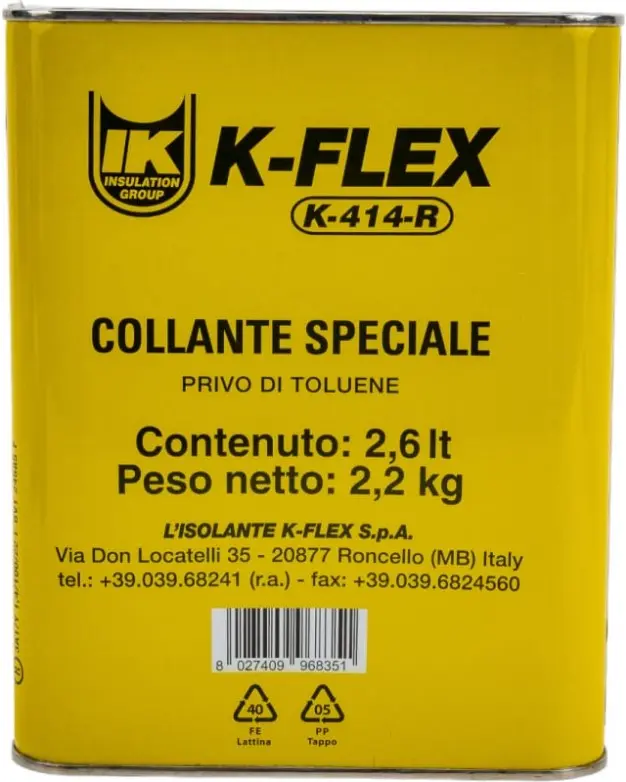 IK
INSULATION
GROUP
K-FLEX
K-414-R
COLLANTE SPECIALE
PRIVO DI TOLUENE
Contenuto: 2,6 lt
Peso netto: 2,2 kg
L'ISOLANTE K-FLEX S.p.A.
Via Don Locatelli 35 - 20877 Roncello (MB) Italy
tel.: +39.039.68241 (r.a.) - fax: +39.039.6824560
8 027409 968351
40
FE
Lattina
05
PP
Tappo